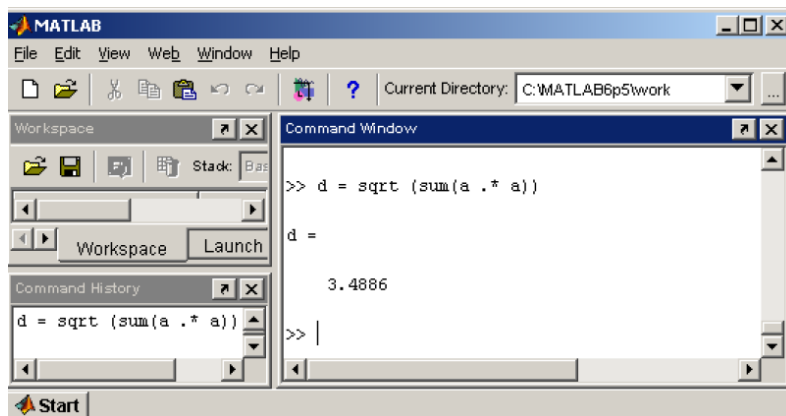 MATLAB
File Edit View Web Window Help
? Current Directory: C:\MATLAB6p5\work ...
Workspace
Stack: Bas
Workspace Launch
Command History
d = sqrt (sum(a .* a))
Command Window
>> d = sqrt (sum(a .* a))
d =
3.4886
>>
Start